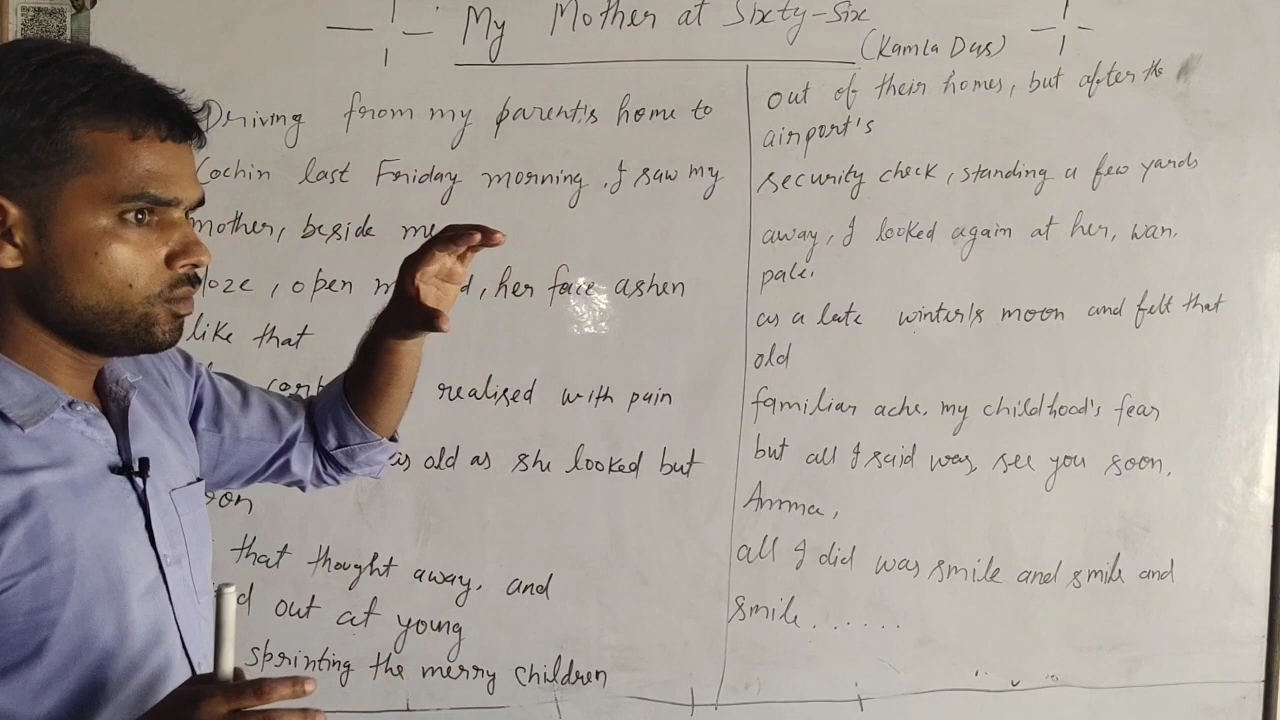 My Mother at Sixty-Six
(Kamla Das)
Driving from my parent's home to
Cochin last Friday morning, I saw my
mother, beside me
doze, open, her face ashen
like that
realised with pain
old as she looked but
that thought away, and
out at young
sprinting the merry children
out of their homes, but after the
airport's
security check, standing a few yards
away, I looked again at her, wan,
pale,
as a late winter's moon and felt that
old
familiar ache, my childhood's fear
but all I said was, see you soon,
Amma,
all I did was smile and smile and
smile......